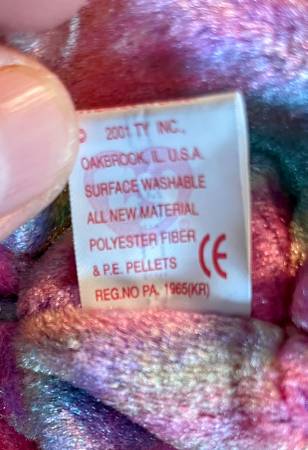 © 2001 TY INC.,
OAKBROOK, IL. U.S.A.
SURFACE WASHABLE
ALL NEW MATERIAL
POLYESTER FIBER
& P.E. PELLETS CE
REG.NO PA. 1965(KR)